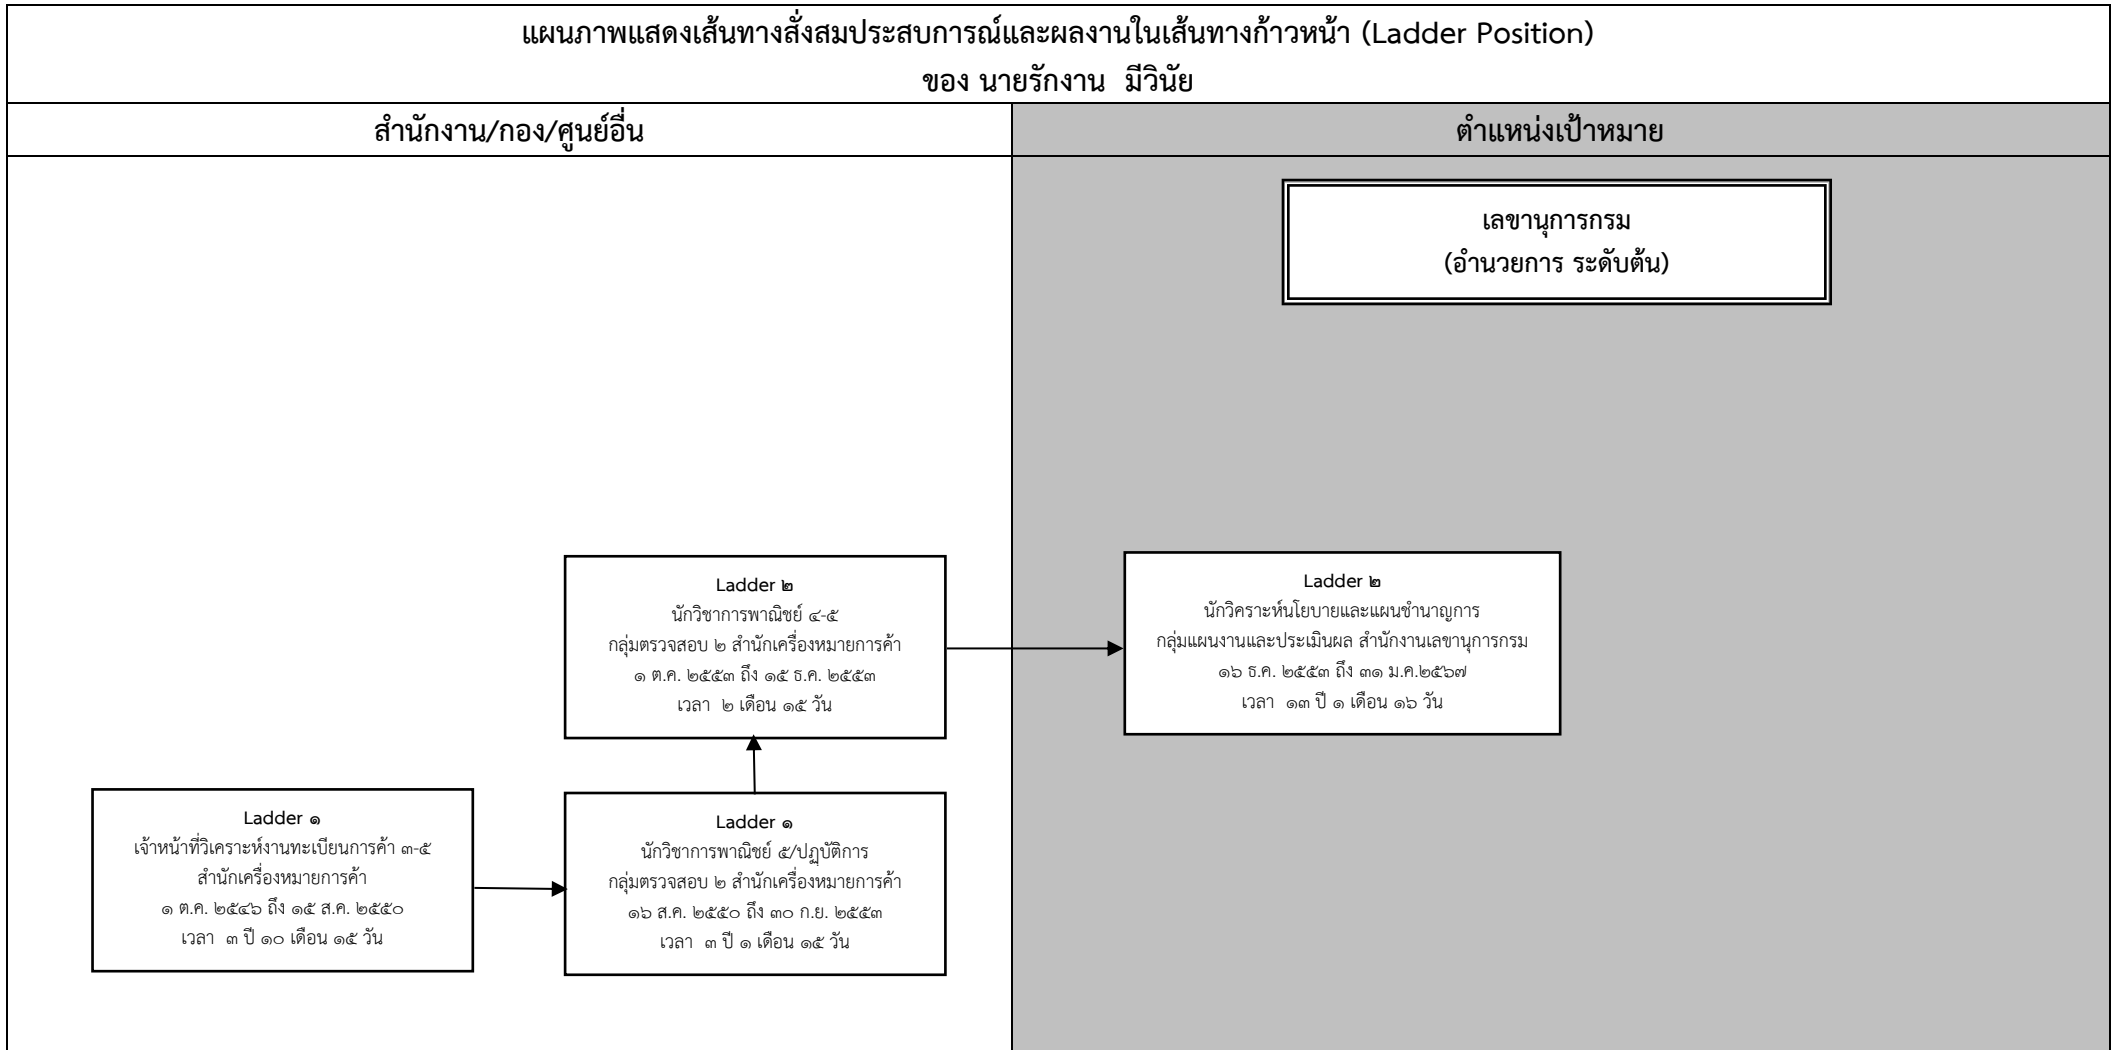 แผนภาพแสดงเส้นทางสั่งสมประสบการณ์และผลงานในเส้นทางก้าวหน้า (Ladder Position)
ของ นายรักงาน มีวินัย
สำนักงาน/กอง/ศูนย์อื่น
ตำแหน่งเป้าหมาย
เลขานุการกรม
(อำนวยการ ระดับต้น)
Ladder ๒
นักวิชาการพาณิชย์ ๔-๕
กลุ่มตรวจสอบ ๒ สำนักเครื่องหมายการค้า
๑ ต.ค. ๒๕๕๓ ถึง ๑๕ ธ.ค. ๒๕๕๓
เวลา ๒ เดือน ๑๕ วัน
Ladder ๒
นักวิคราะห์นโยบายและแผนชำนาญการ
กลุ่มแผนงานและประเมินผล สำนักงานเลขานุการกรม
๑๖ ธ.ค. ๒๕๕๓ ถึง ๓๑ ม.ค.๒๕๖๗
เวลา ๑๓ ปี ๑ เดือน ๑๖ วัน
Ladder ๑
เจ้าหน้าที่วิเคราะห์งานทะเบียนการค้า ๓-๕
สำนักเครื่องหมายการค้า
๑ ต.ค. ๒๕๔๖ ถึง ๑๕ ส.ค. ๒๕๕๐
เวลา ๓ ปี ๑๐ เดือน ๑๕ วัน
Ladder ๑
นักวิชาการพาณิชย์ ๕/ปฏบัติการ
กลุ่มตรวจสอบ ๒ สำนักเครื่องหมายการค้า
๑๖ ส.ค. ๒๕๕๐ ถึง ๓๐ ก.ย. ๒๕๕๓
เวลา ๓ ปี ๑ เดือน ๑๕ วัน